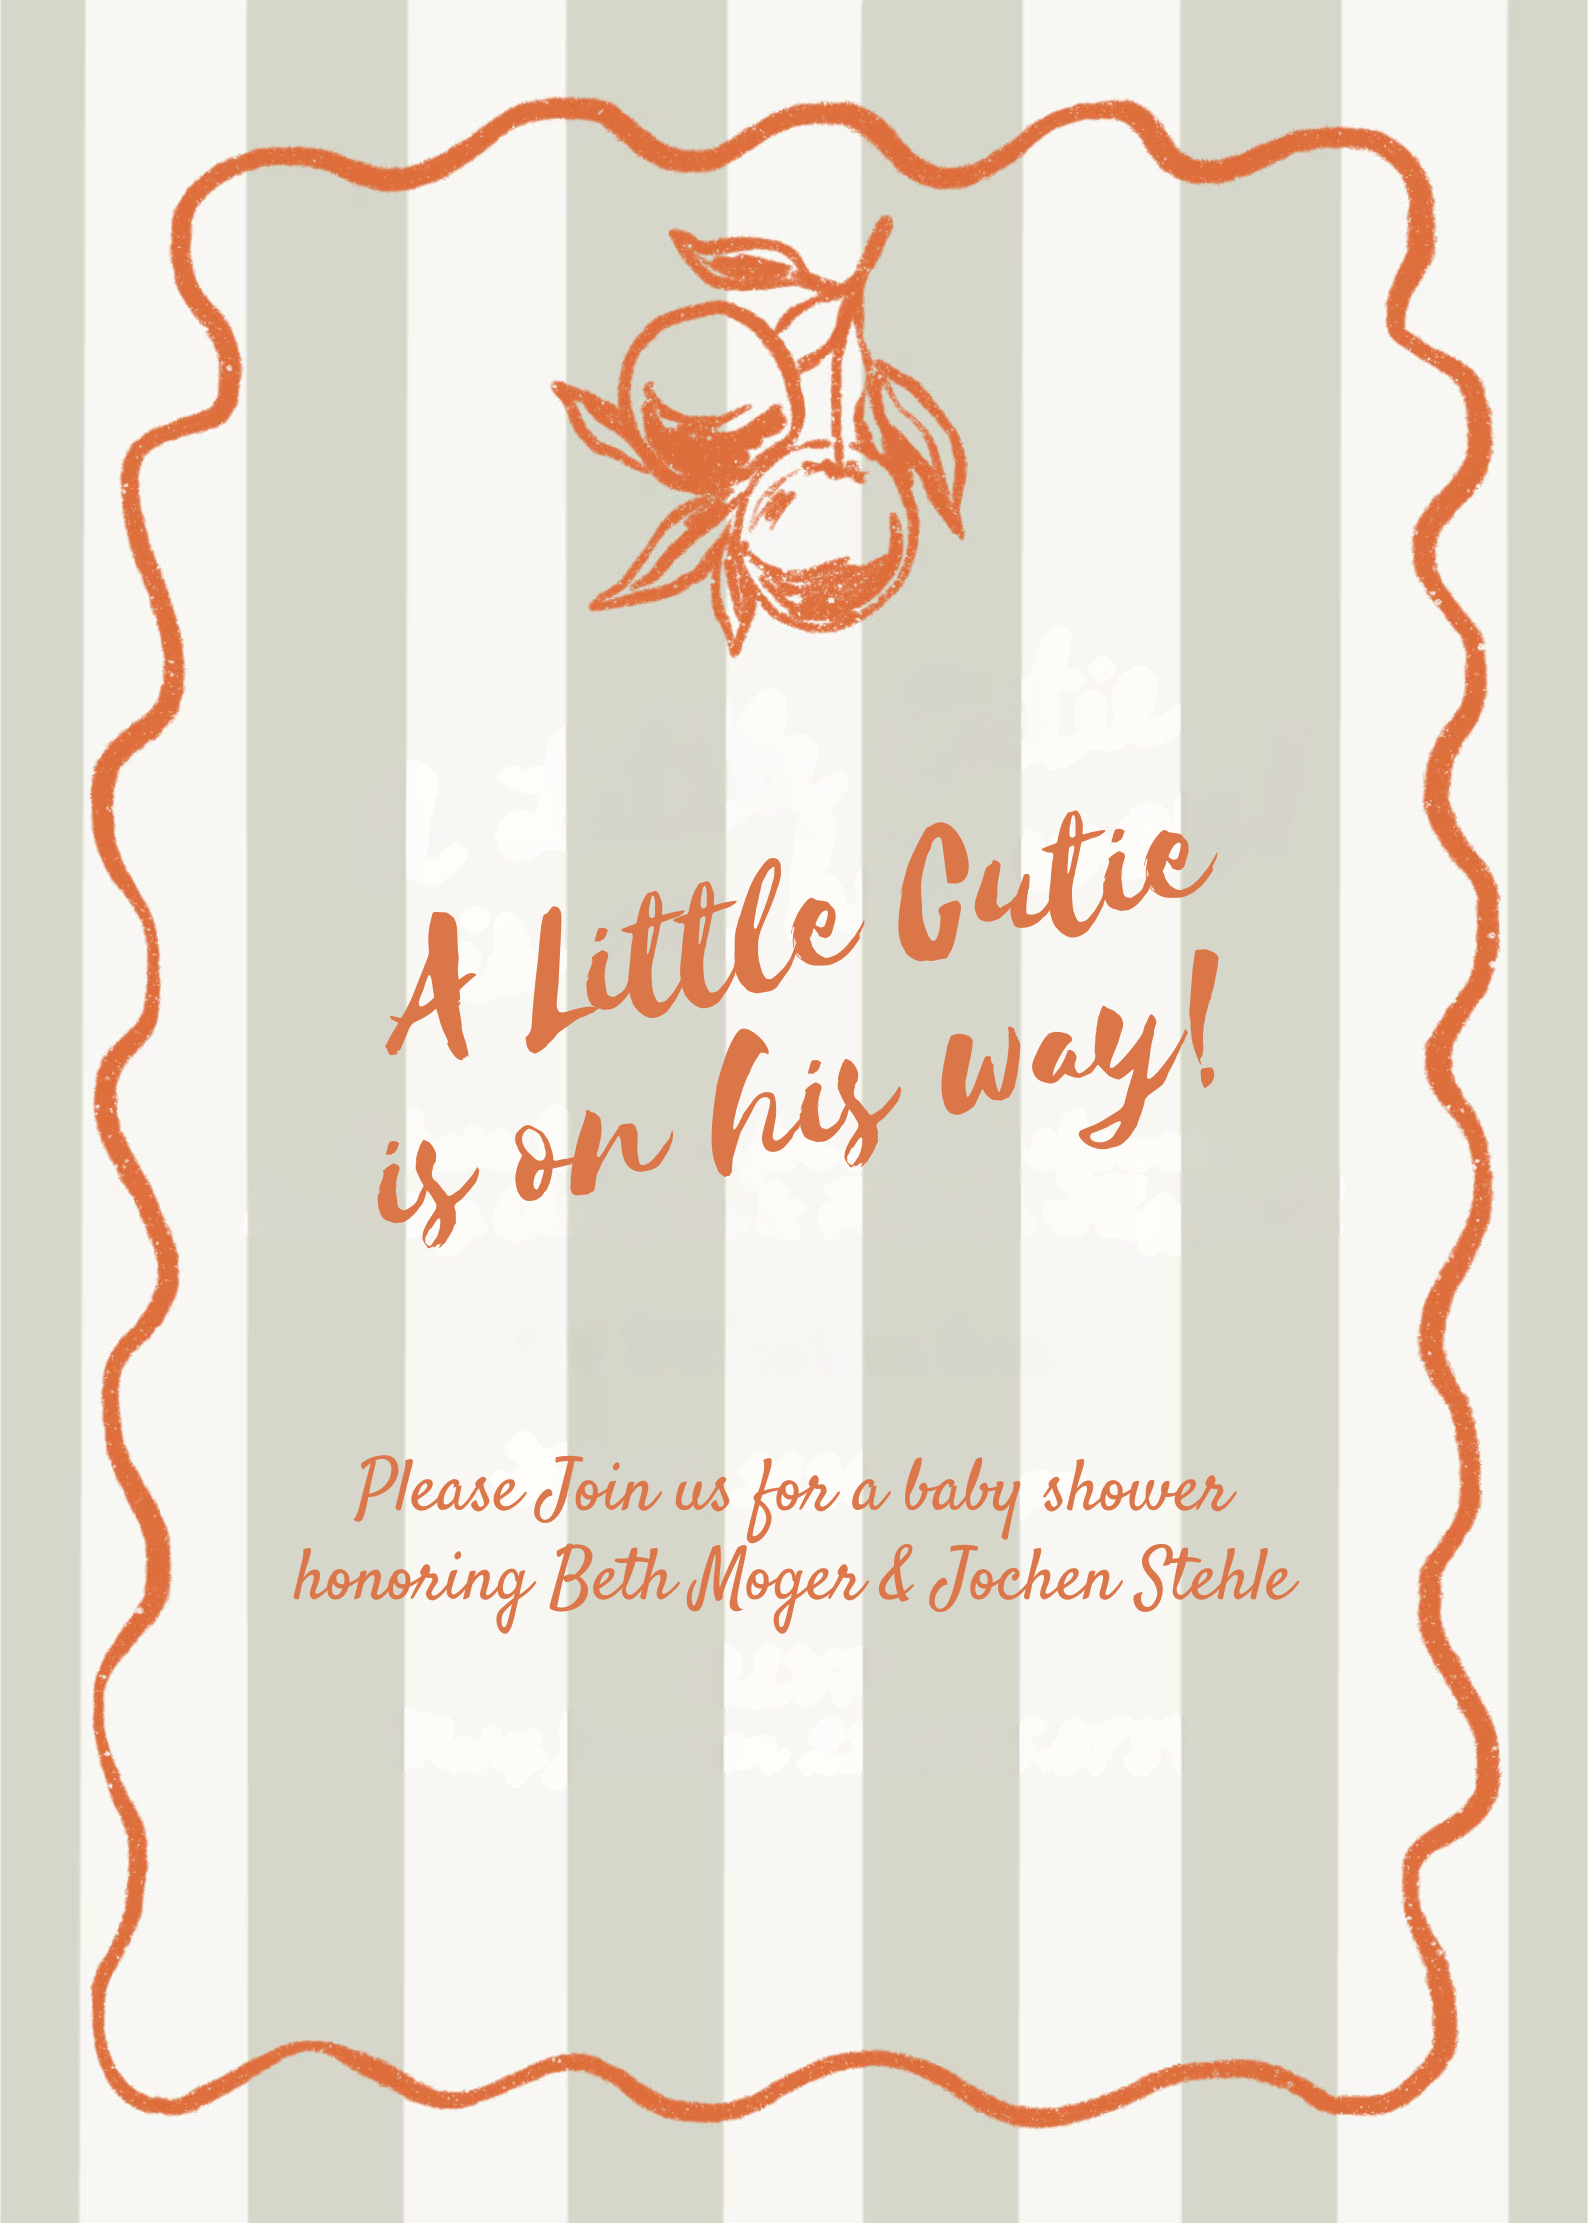 A Little Cutie
is on his way!
Please Join us for a baby shower
honoring Beth Moger & Jochen Stehle